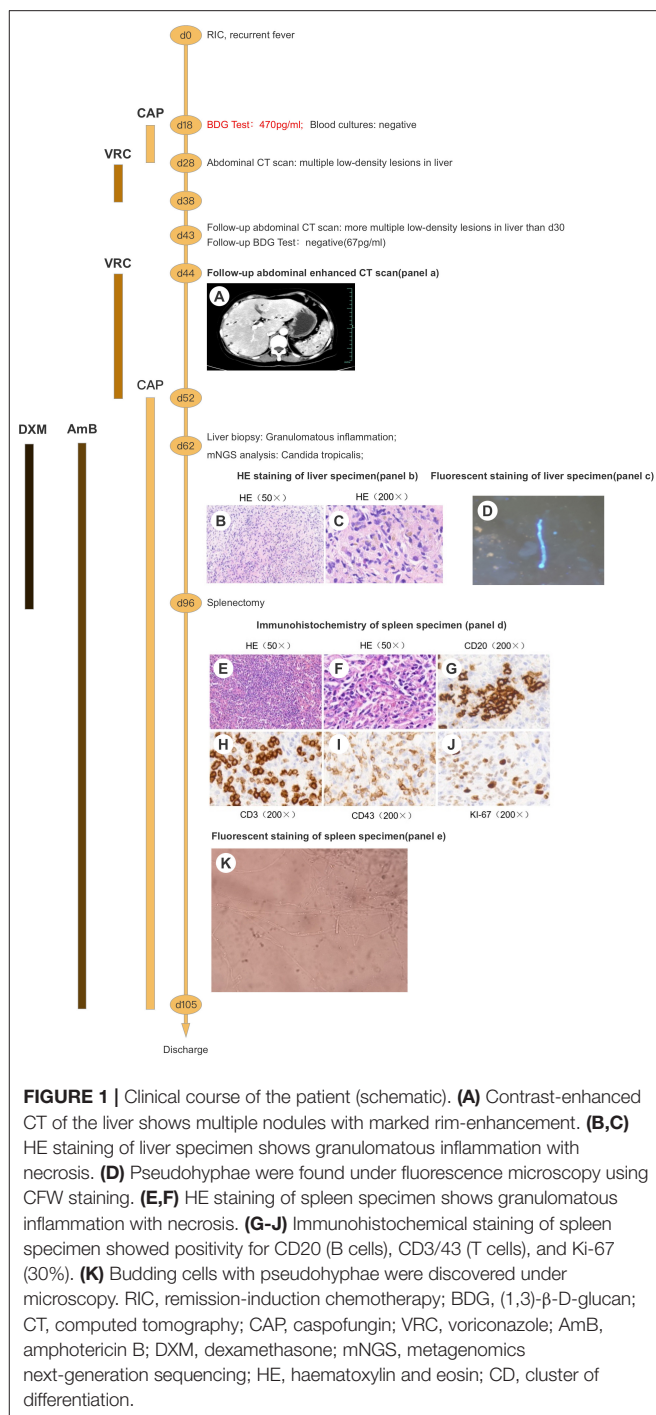 d0 RIC, recurrent fever
CAP
d18 BDG Test：470pg/ml; Blood cultures: negative
VRC
d28 Abdominal CT scan: multiple low-density lesions in liver
d38
d43 Follow-up abdominal CT scan: more multiple low-density lesions in liver than d30
Follow-up BDG Test：negative(67pg/ml)
VRC
d44 Follow-up abdominal enhanced CT scan(panel a)
A
CAP
d52
DXM AmB
d62 Liver biopsy: Granulomatous inflammation;
mNGS analysis: Candida tropicalis;
HE staining of liver specimen(panel b) Fluorescent staining of liver specimen(panel c)
HE（50×） HE（200×）
B C D
d96 Splenectomy
Immunohistochemistry of spleen specimen (panel d)
HE（50×） HE（200×） CD20（200×）
E F G
H I J
CD3（200×） CD43（200×） KI-67（200×）
Fluorescent staining of spleen specimen(panel e)
K
d105
Discharge
FIGURE 1 | Clinical course of the patient (schematic). (A) Contrast-enhanced
CT of the liver shows multiple nodules with marked rim-enhancement. (B,C)
HE staining of liver specimen shows granulomatous inflammation with
necrosis. (D) Pseudohyphae were found under fluorescence microscopy using
CFW staining. (E,F) HE staining of spleen specimen shows granulomatous
inflammation with necrosis. (G-J) Immunohistochemical staining of spleen
specimen showed positivity for CD20 (B cells), CD3/43 (T cells), and Ki-67
(30%). (K) Budding cells with pseudohyphae were discovered under
microscopy. RIC, remission-induction chemotherapy; BDG, (1,3)-β-D-glucan;
CT, computed tomography; CAP, caspofungin; VRC, voriconazole; AmB,
amphotericin B; DXM, dexamethasone; mNGS, metagenomics
next-generation sequencing; HE, haematoxylin and eosin; CD, cluster of
differentiation.